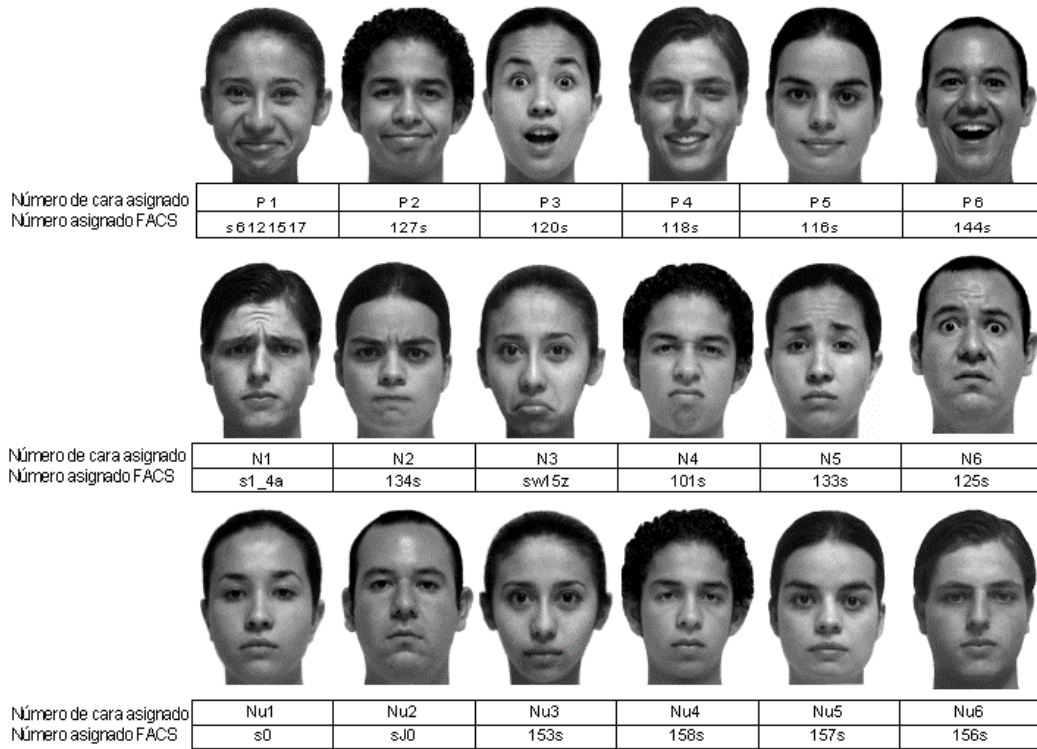 Número de cara asignado P1 P2 P3 P4 P5 P6
Número asignado FACS s6121517 127s 120s 118s 116s 144s
Número de cara asignado N1 N2 N3 N4 N5 N6
Número asignado FACS s1_4a 134s sw15z 101s 133s 125s
Número de cara asignado Nu1 Nu2 Nu3 Nu4 Nu5 Nu6
Número asignado FACS s0 sJ0 153s 158s 157s 156s